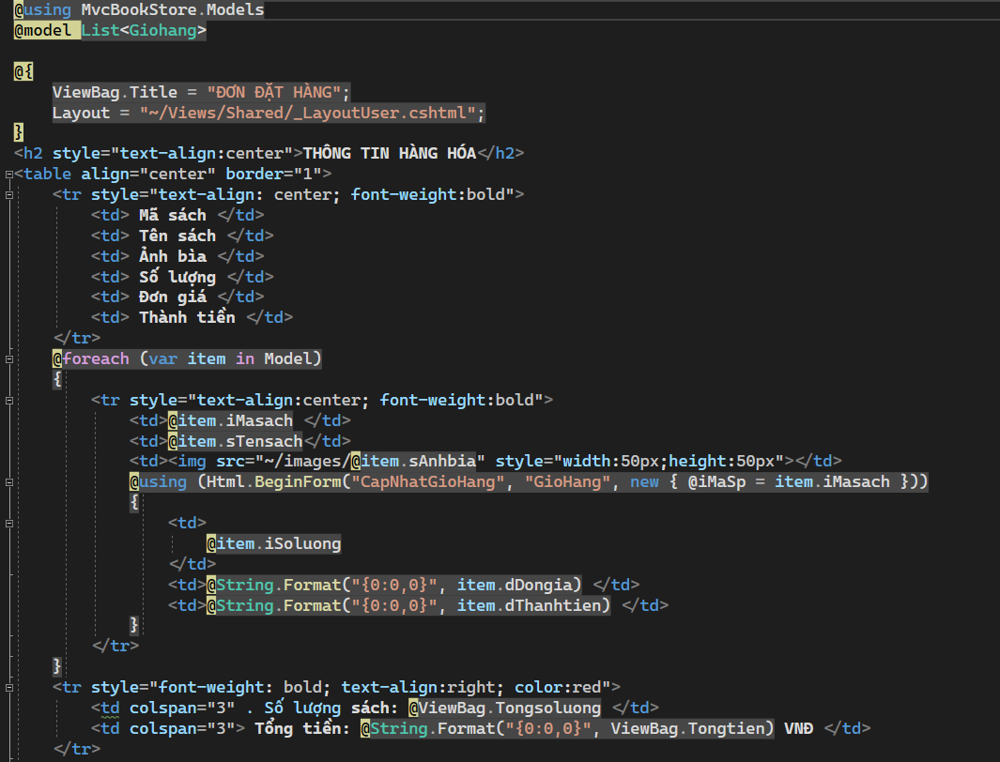 @using MvcBookStore.Models
@model List<Giohang>
@{
ViewBag.Title = "ĐƠN ĐẶT HÀNG";
Layout = "~/Views/Shared/_LayoutUser.cshtml";
}
<h2 style="text-align:center">THÔNG TIN HÀNG HÓA</h2>
<table align="center" border="1">
<tr style="text-align: center; font-weight:bold">
<td> Mã sách </td>
<td> Tên sách </td>
<td> Ảnh bìa </td>
<td> Số lượng </td>
<td> Đơn giá </td>
<td> Thành tiền </td>
</tr>
@foreach (var item in Model)
{
<tr style="text-align:center; font-weight:bold">
<td>@item.iMasach </td>
<td>@item.sTensach</td>
<td><img src="~/images/@item.sAnhbia" style="width:50px;height:50px"></td>
@using (Html.BeginForm("CapNhatGioHang", "GioHang", new { @iMaSp = item.iMasach }))
{
<td>
@item.iSoluong
</td>
<td>@String.Format("{0:0,0}", item.dDongia) </td>
<td>@String.Format("{0:0,0}", item.dThanhtien) </td>
}
</tr>
}
<tr style="font-weight: bold; text-align:right; color:red">
<td colspan="3" . Số lượng sách: @ViewBag.Tongsoluong </td>
<td colspan="3"> Tổng tiền: @String.Format("{0:0,0}", ViewBag.Tongtien) VNĐ </td>
</tr>